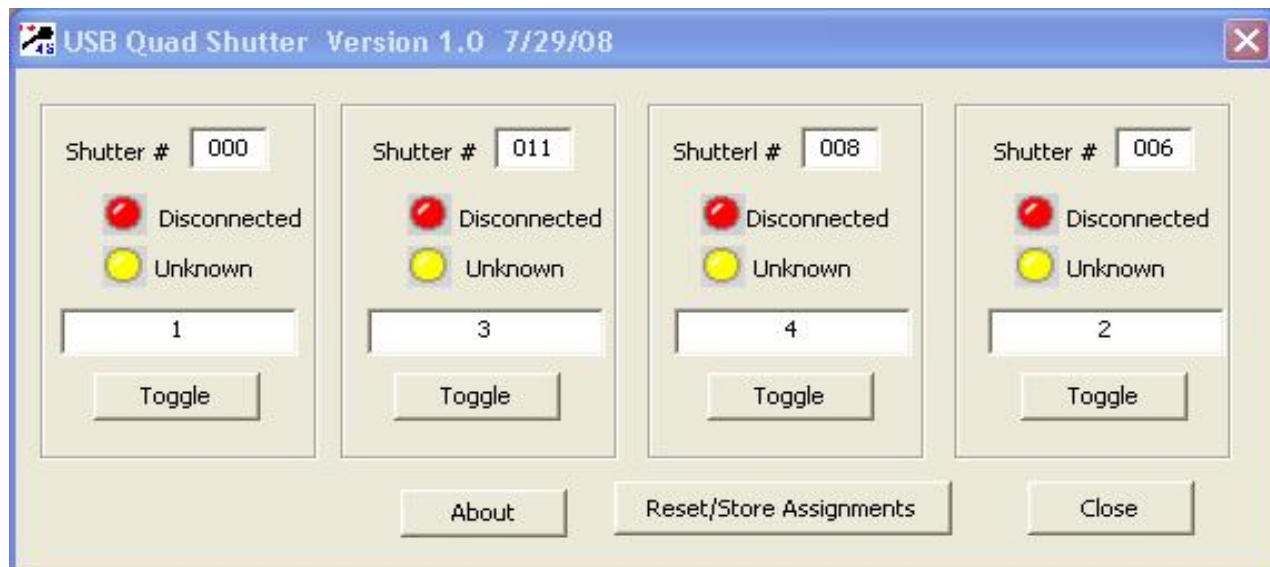 USB Quad Shutter Version 1.0 7/29/08
Shutter # 000
Disconnected
Unknown
1
Toggle
Shutter # 011
Disconnected
Unknown
3
Toggle
Shutterl # 008
Disconnected
Unknown
4
Toggle
Shutter # 006
Disconnected
Unknown
2
Toggle
About
Reset/Store Assignments
Close